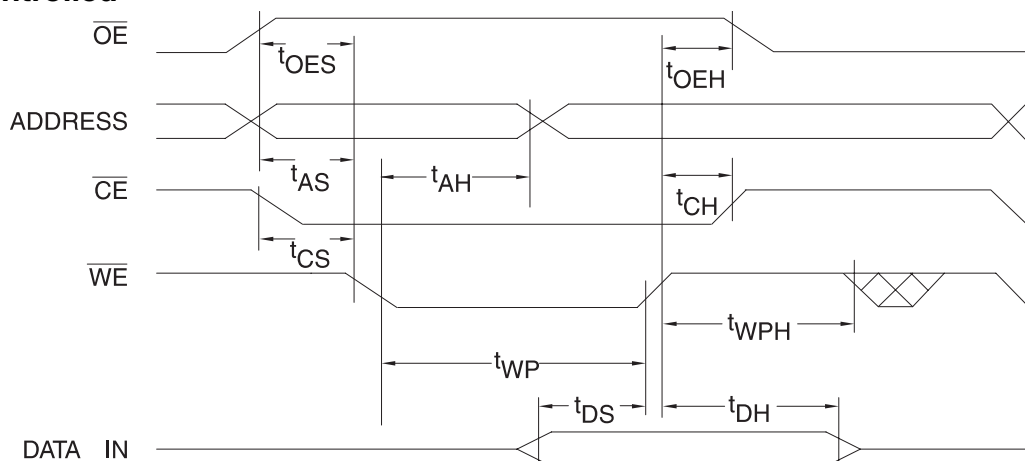 ntrolled
OE
tOES
tOEH
ADDRESS
tAS
tAH
CE
tCH
tCS
WE
tWPH
tWP
tDS
tDH
DATA IN